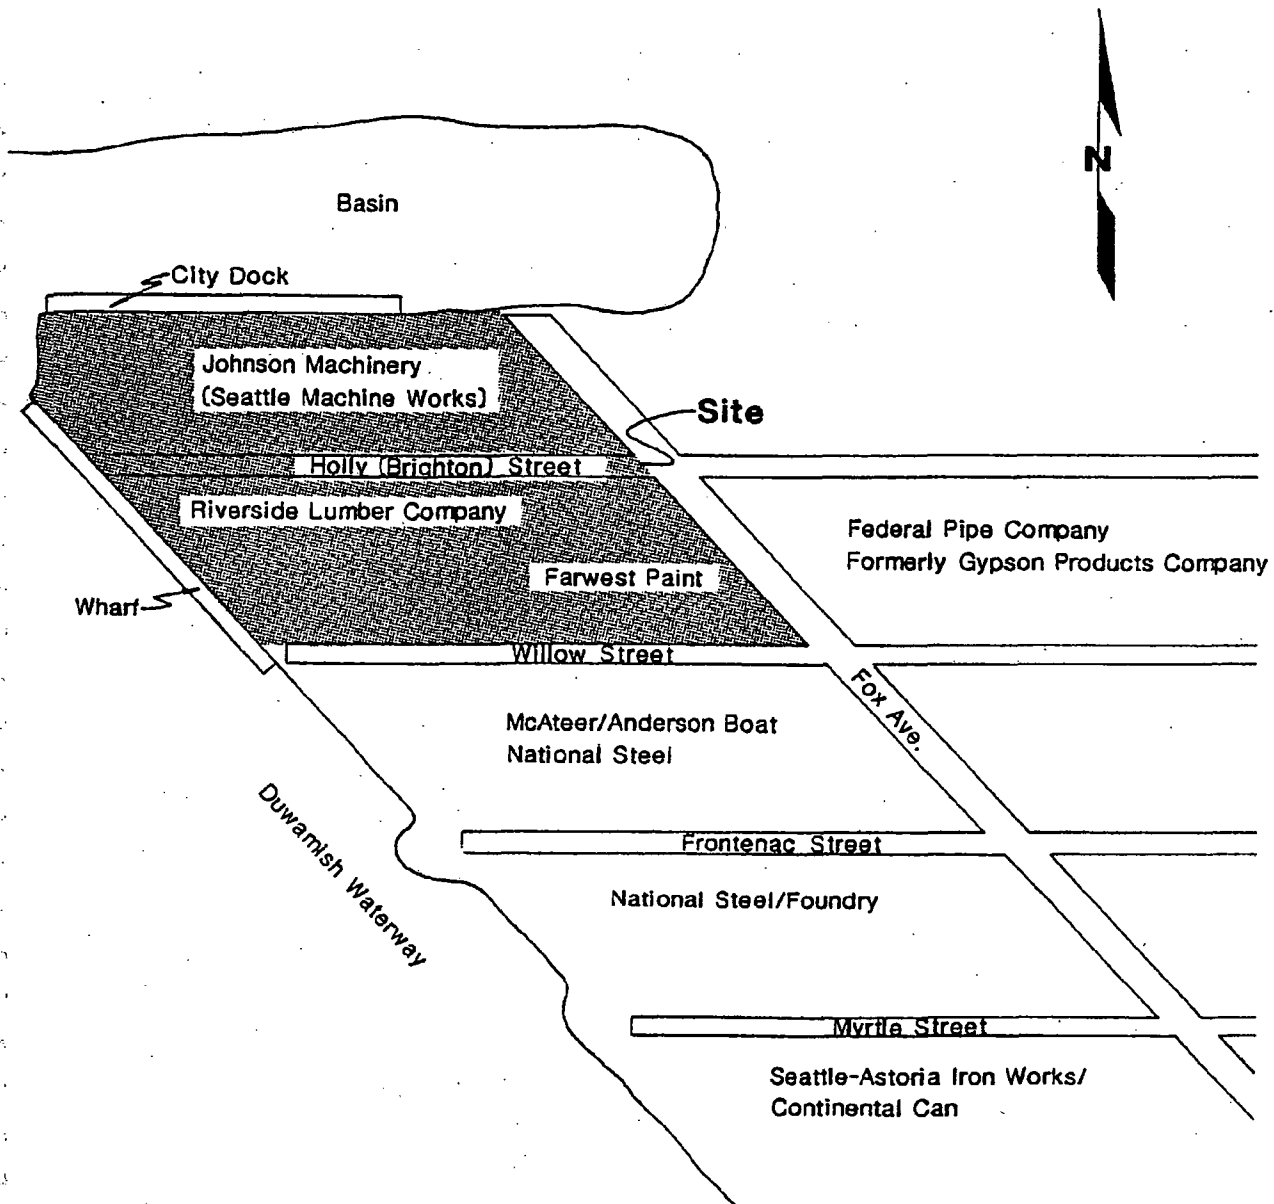 N
Basin
City Dock
Johnson Machinery
(Seattle Machine Works)
Site
Holly (Brighton) Street
Riverside Lumber Company
Federal Pipe Company
Formerly Gypson Products Company
Farwest Paint
Wharf
Willow Street
Fox Ave.
McAteer/Anderson Boat
National Steel
Duwamish Waterway
Frontenac Street
National Steel/Foundry
Myrtle Street
Seattle-Astoria Iron Works/
Continental Can